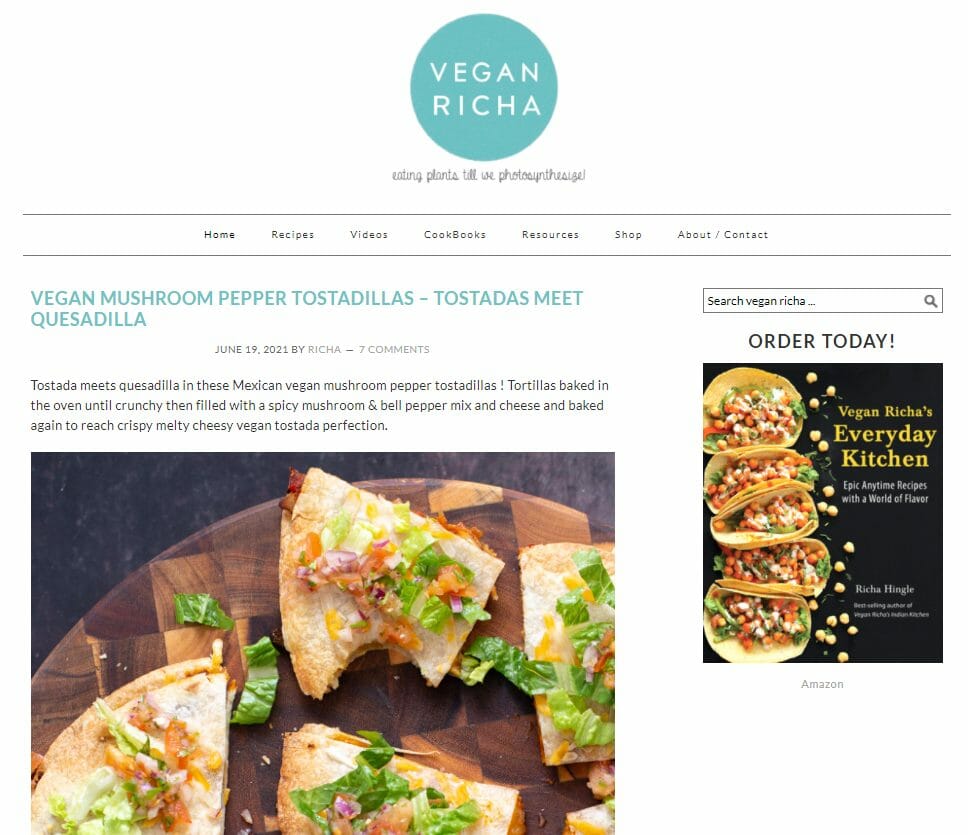 VEGAN
RICHA
eating plants till we photosynthesize!
Home Recipes Videos CookBooks Resources Shop About / Contact
VEGAN MUSHROOM PEPPER TOSTADILLAS – TOSTADAS MEET
QUESADILLA
JUNE 19, 2021 BY RICHA — 7 COMMENTS
Tostada meets quesadilla in these Mexican vegan mushroom pepper tostadillas ! Tortillas baked in
the oven until crunchy then filled with a spicy mushroom & bell pepper mix and cheese and baked
again to reach crispy melty cheesy vegan tostada perfection.
Search vegan richa ...
ORDER TODAY!
Vegan Richa's
Everyday
Kitchen
Epic Anytime Recipes
with a World of Flavor
Richa Hingle
Best-selling author of
Vegan Richa's Indian Kitchen
Amazon